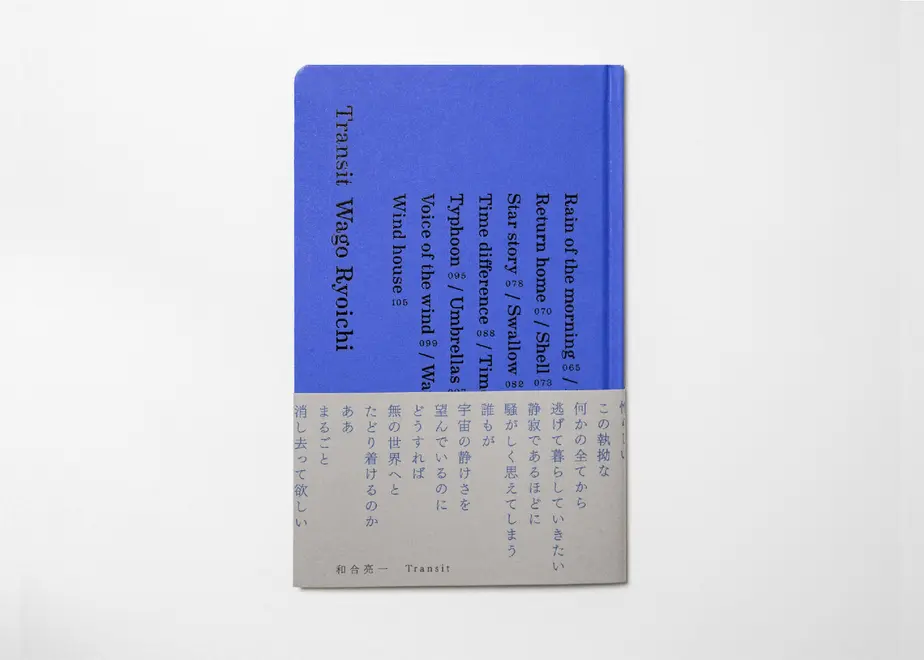 Transit Wago Ryoichi
Rain of the morning 065 /
Return home 070 / Shell 073
Star story 078 / Swallow 082
Time difference 088 /
Typhoon 095 / Umbrellas
Voice of the wind 099 /
Wind house 105
この執拗な
何かの全てから
逃げて暮らしていきたい
静寂であるほどに
騒がしく思えてしまう
誰もが
宇宙の静けさを
望んでいるのに
どうすれば
無の世界へと
たどり着けるのか
ああ
まるごと
消し去って欲しい
和合亮一 Transit